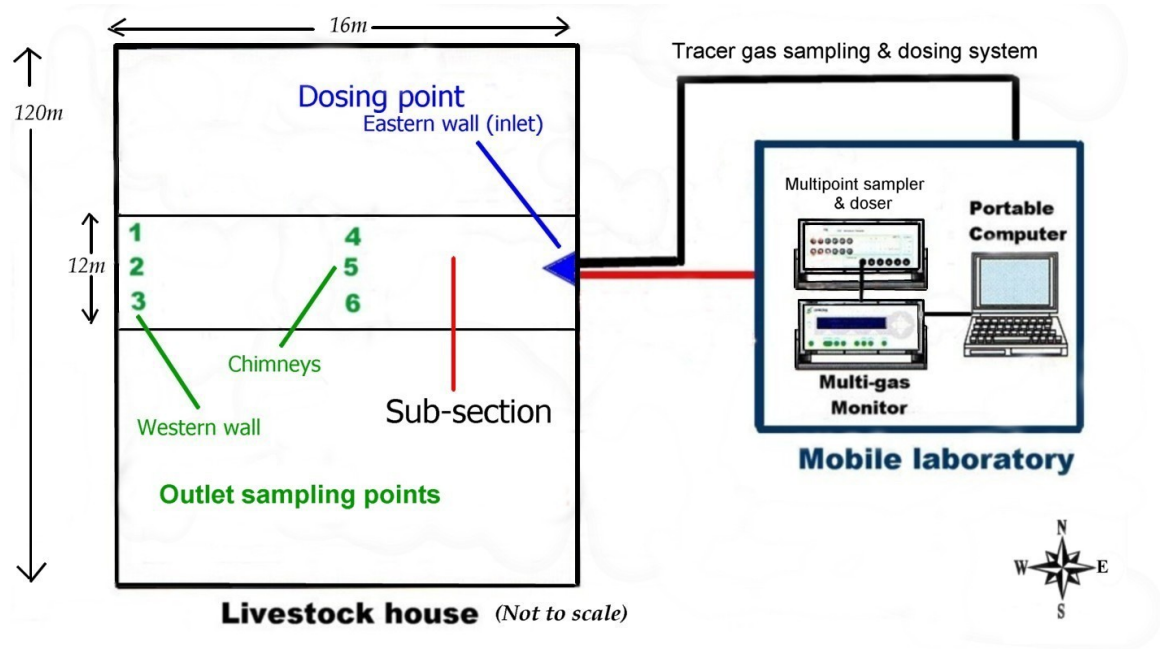 16m
Tracer gas sampling & dosing system
120m
Dosing point
Eastern wall (inlet)
Multipoint sampler
& doser
Portable
Computer
1
4
12m
2
5
3
6
Chimneys
Multi-gas
Monitor
Sub-section
Western wall
Mobile laboratory
Outlet sampling points
N
W
E
S
Livestock house (Not to scale)